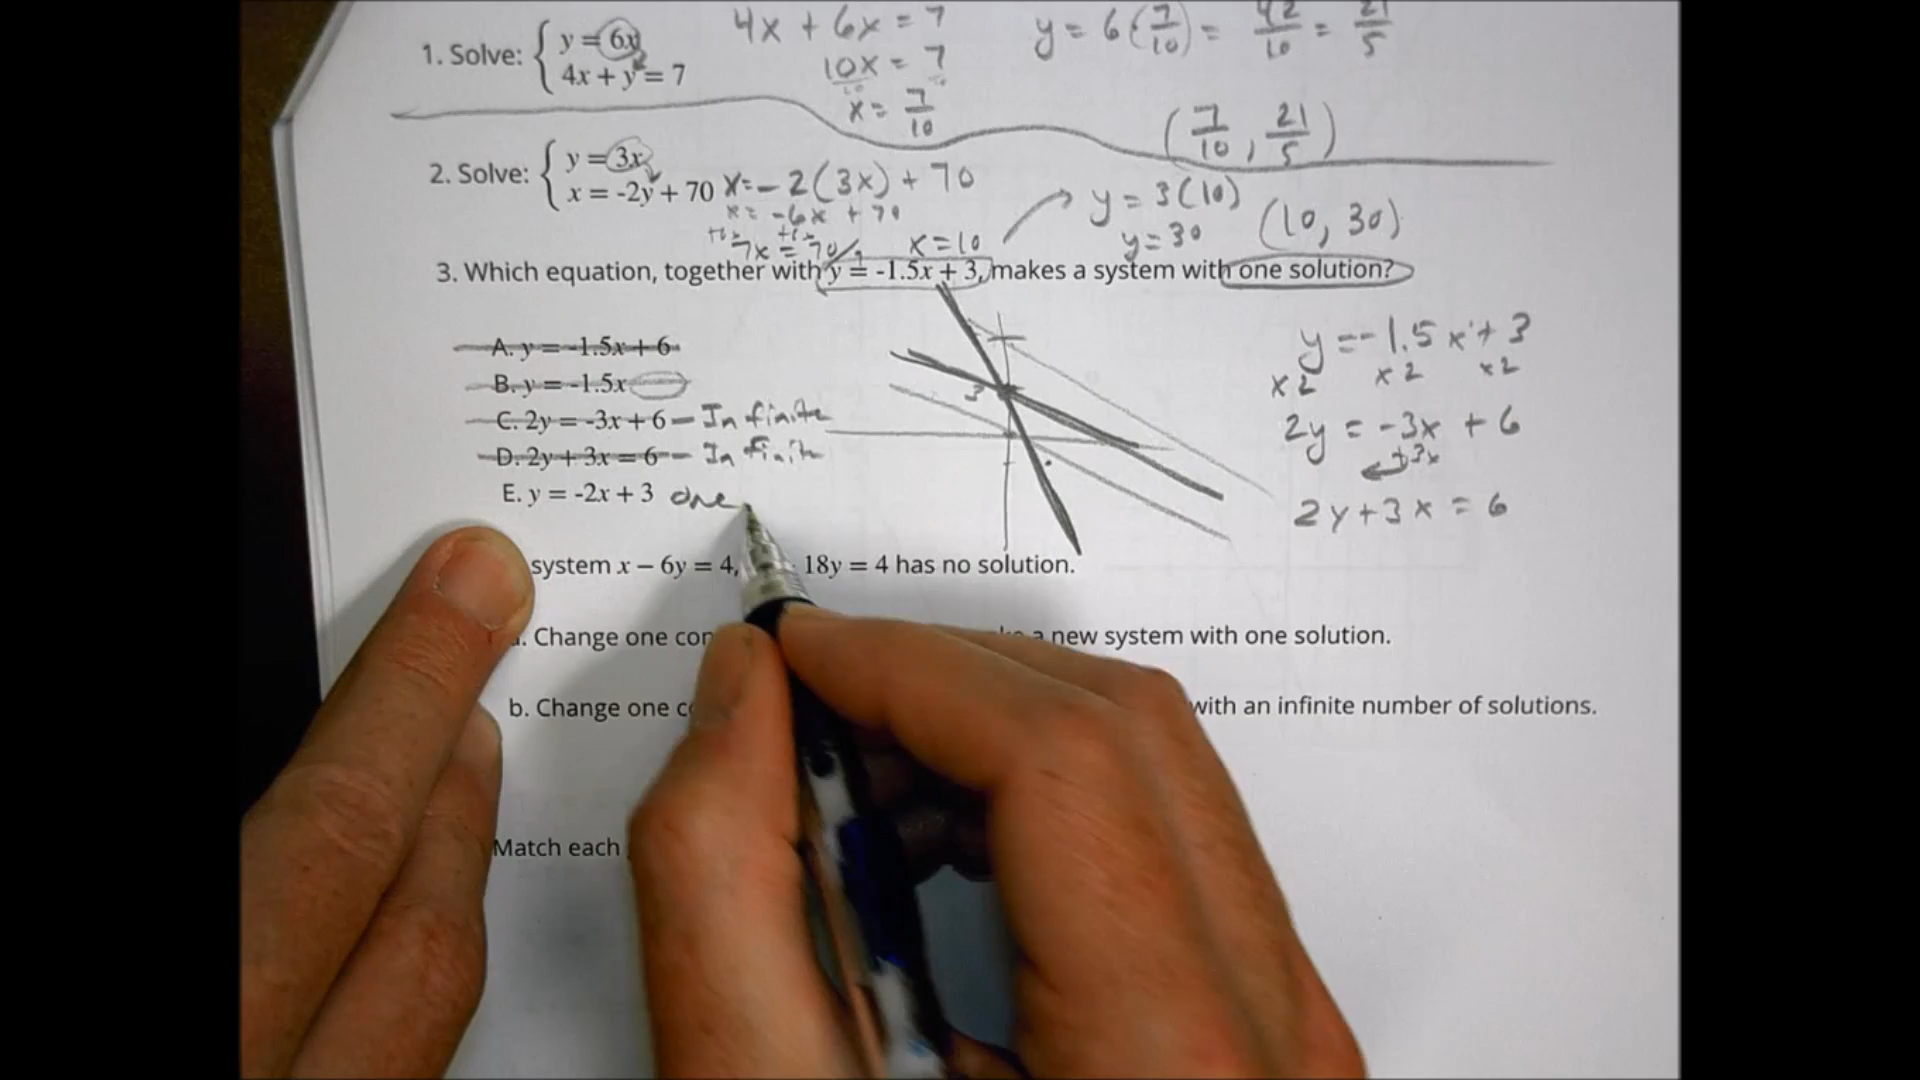 4x + 6x = 7
y = 6(7/10) = 42/10 = 21/5
1. Solve: { y = 6x
4x + y = 7
10x = 7
x = 7/10
(7/10, 21/5)
2. Solve: { y = 3x
x = -2y + 70
x = -2(3x) + 70
x = -6x + 70
+6x +6x
7x = 70/7
x = 10
y = 3(10)
y = 30
(10, 30)
3. Which equation, together with y = -1.5x + 3, makes a system with one solution?
A. y = -1.5x + 6
B. y = -1.5x
C. 2y = -3x + 6 - Infinite
D. 2y + 3x = 6 - Infinite
E. y = -2x + 3 one
3
y = -1.5x + 3
x2 x2 x2
2y = -3x + 6
+3x
2y + 3x = 6
system x − 6y = 4, 18y = 4 has no solution.
Change one a new system with one solution.
b. Change one with an infinite number of solutions.
Match each